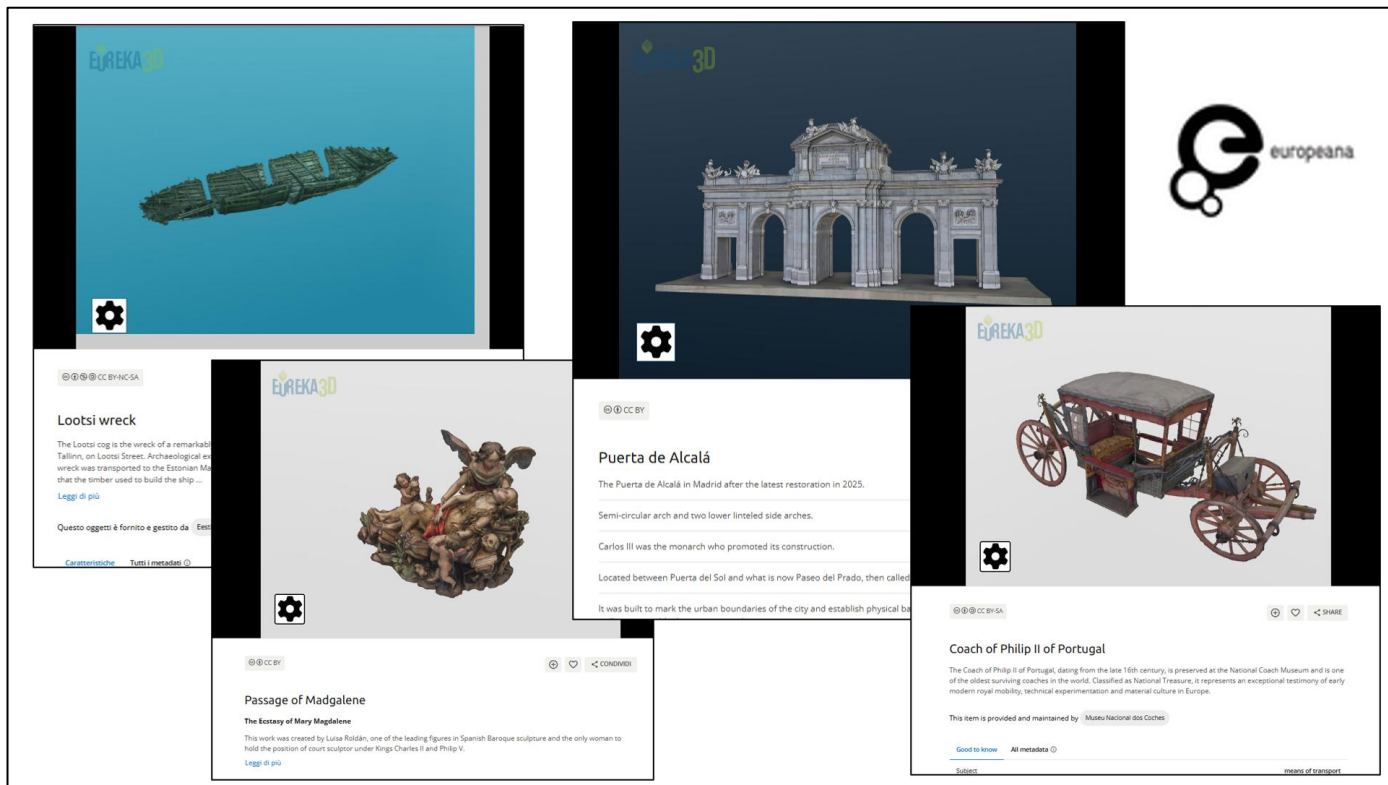 EUREKA3D
CC BY-NC-SA
Lootsi wreck
The Lootsi cog is the wreck of a remarkabl
Tallinn, on Lootsi Street. Archaeological ex
wreck was transported to the Estonian Ma
that the timber used to build the ship ...
Leggi di più
Questo oggetti è fornito e gestito da Eesti
Caratteristiche Tutti i metadati
EUREKA3D
CC BY
CONDIVIDI
Passage of Madgalene
The Ecstasy of Mary Magdalene
This work was created by Luisa Roldán, one of the leading figures in Spanish Baroque sculpture and the only woman to
hold the position of court sculptor under Kings Charles II and Philip V.
Leggi di più
3D
CC BY
Puerta de Alcalá
The Puerta de Alcalá in Madrid after the latest restoration in 2025.
Semi-circular arch and two lower linteled side arches.
Carlos III was the monarch who promoted its construction.
Located between Puerta del Sol and what is now Paseo del Prado, then called
It was built to mark the urban boundaries of the city and establish physical ba
europeana
EUREKA3D
CC BY-SA
SHARE
Coach of Philip II of Portugal
The Coach of Philip II of Portugal, dating from the late 16th century, is preserved at the National Coach Museum and is one
of the oldest surviving coaches in the world. Classified as National Treasure, it represents an exceptional testimony of early
modern royal mobility, technical experimentation and material culture in Europe.
This item is provided and maintained by Museu Nacional dos Coches
Good to know All metadata
Subject means of transport